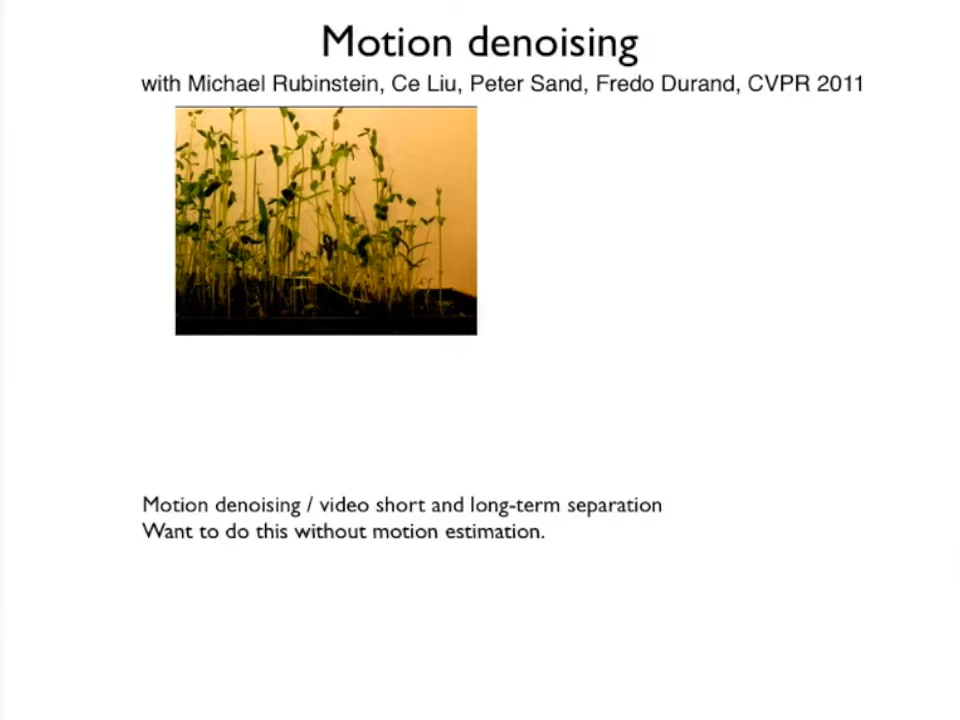 Motion denoising
with Michael Rubinstein, Ce Liu, Peter Sand, Fredo Durand, CVPR 2011
Motion denoising / video short and long-term separation
Want to do this without motion estimation.